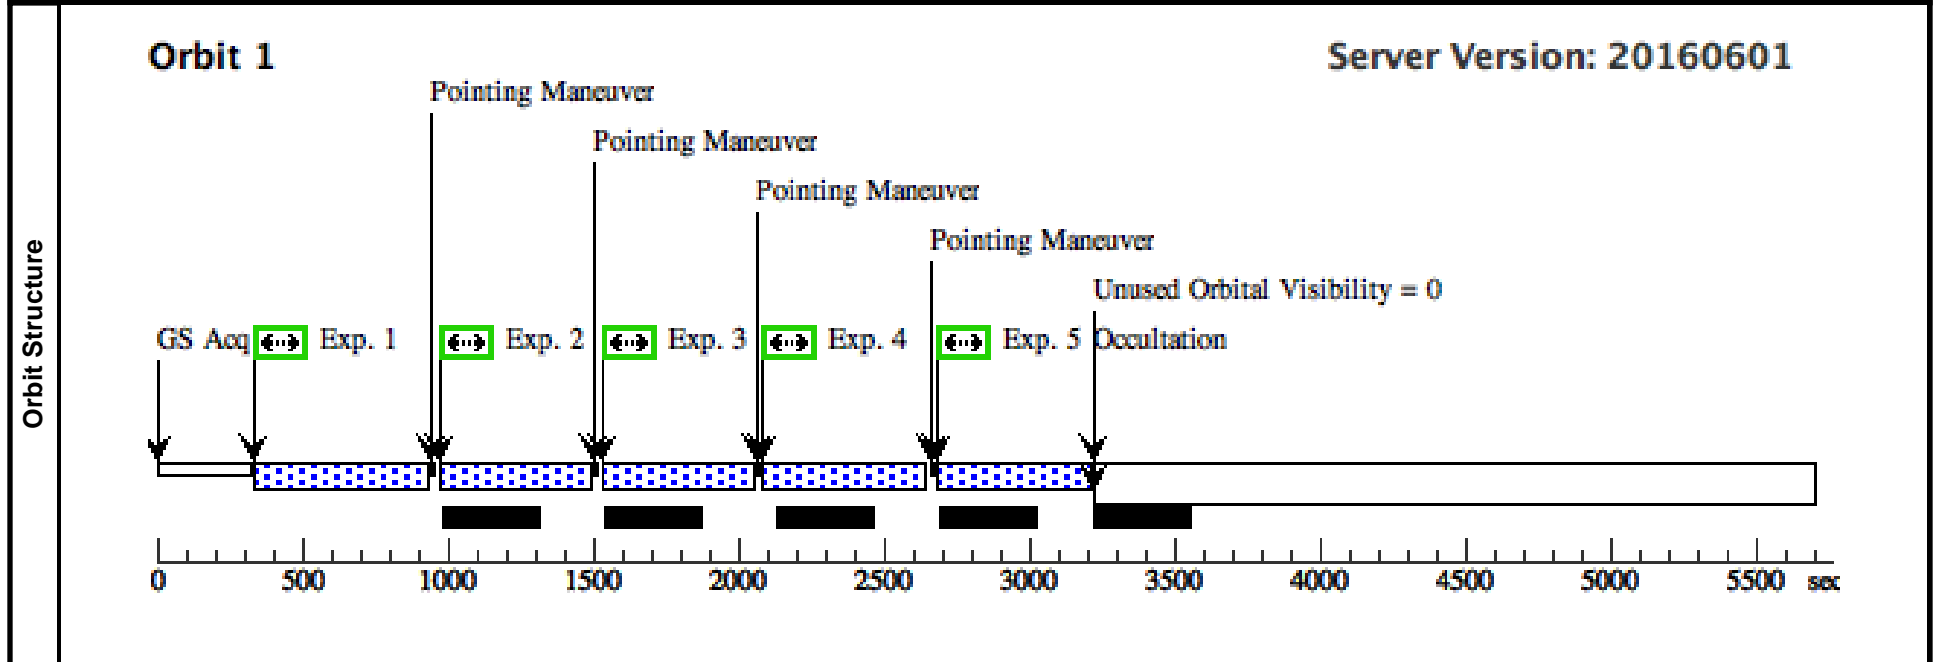 Orbit Structure
Orbit 1
Server Version: 20160601
Pointing Maneuver
Pointing Maneuver
Pointing Maneuver
Pointing Maneuver
Unused Orbital Visibility = 0
GS Acq Exp. 1 Exp. 2 Exp. 3 Exp. 4 Exp. 5 Occultation
0 500 1000 1500 2000 2500 3000 3500 4000 4500 5000 5500 sec